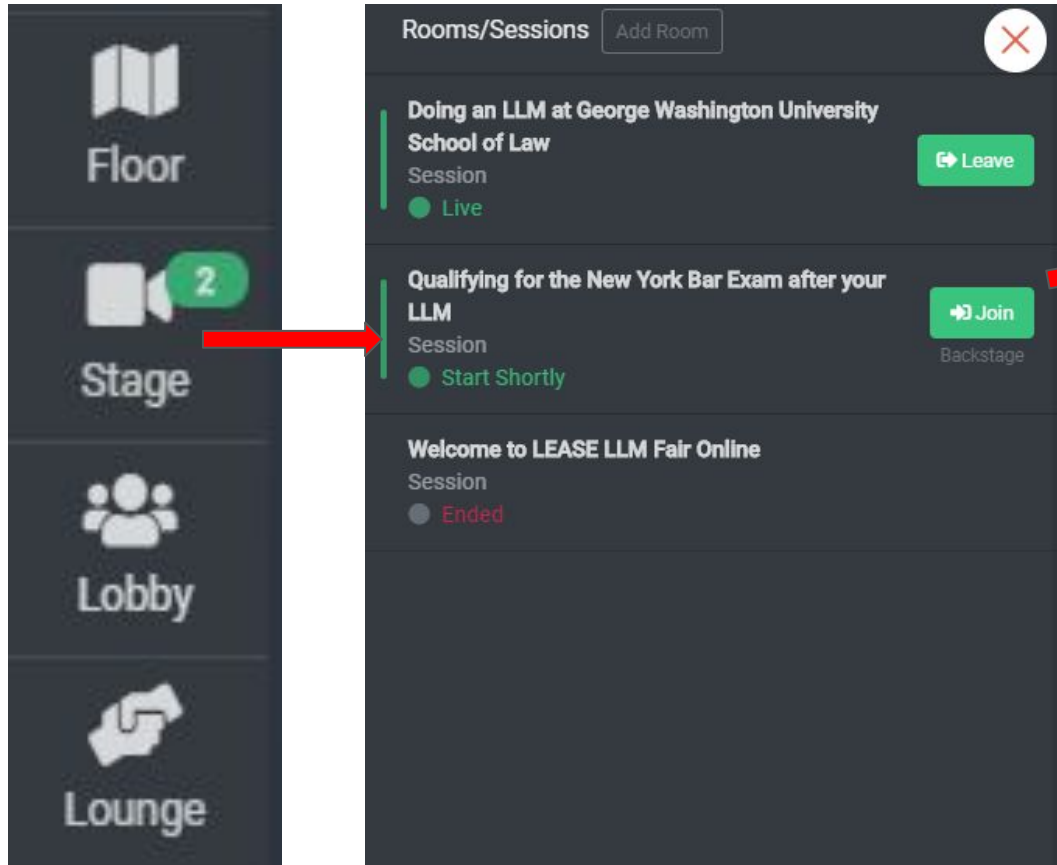 Floor
2
Stage
Lobby
Lounge
Rooms/Sessions Add Room
Doing an LLM at George Washington University
School of Law
Session
Live
Leave
Qualifying for the New York Bar Exam after your
LLM
Session
Start Shortly
Join
Backstage
Welcome to LEASE LLM Fair Online
Session
Ended